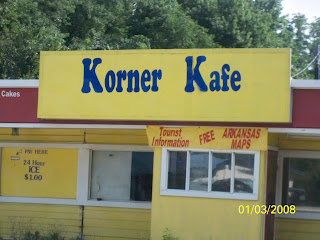 Korner Kafe
Cakes
Tourist Information FREE ARKANSAS MAPS
24 Hour
ICE
$1.00
01/03/2008